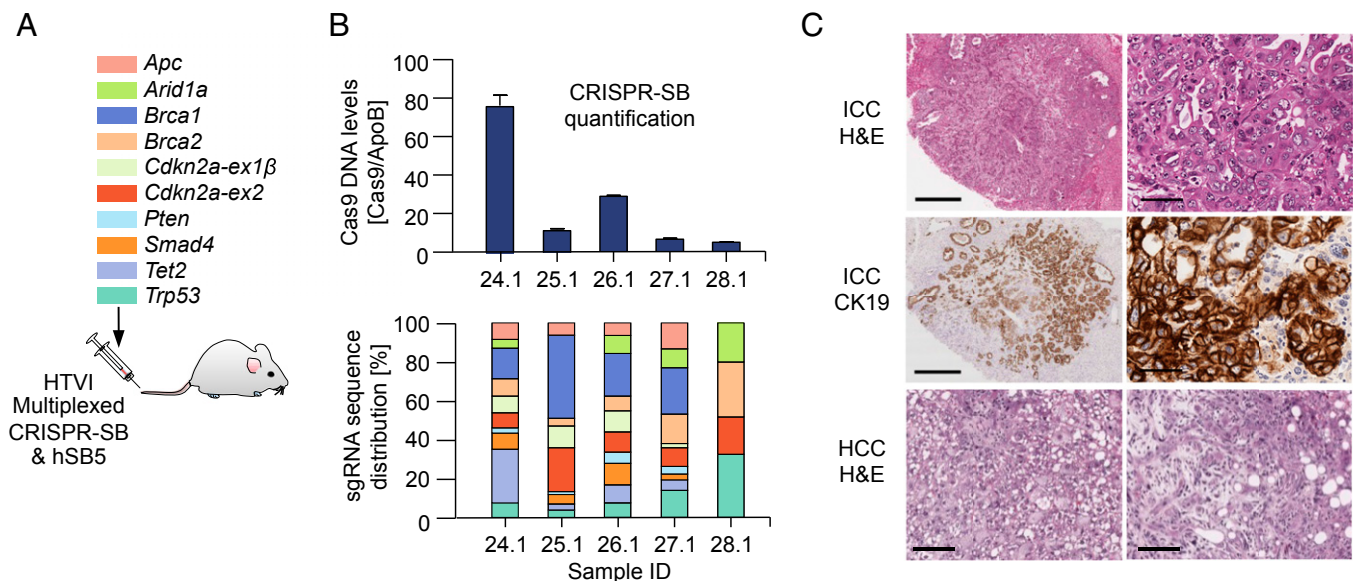 A
Apc
Arid1a
Brca1
Brca2
Cdkn2a-ex1β
Cdkn2a-ex2
Pten
Smad4
Tet2
Trp53
HTVI
Multiplexed
CRISPR-SB
& hSB5
B
Cas9 DNA levels
[Cas9/ApoB]
100
80
60
40
20
0
CRISPR-SB
quantification
24.1 25.1 26.1 27.1 28.1
sgRNA sequence
distribution [%]
100
80
60
40
20
0
24.1 25.1 26.1 27.1 28.1
Sample ID
C
ICC
H&E
ICC
CK19
HCC
H&E